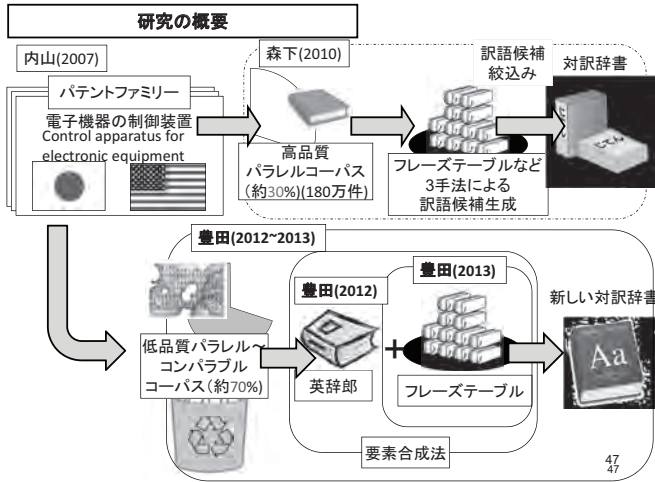 研究の概要
内山(2007)
パテントファミリー
電子機器の制御装置
Control apparatus for
electronic equipment
森下(2010)
高品質
パラレルコーパス
(約30%)(180万件)
訳語候補
絞込み
フレーズテーブルなど
3手法による
訳語候補生成
対訳辞書
じてん
豊田(2012~2013)
低品質パラレル～
コンパラブル
コーパス(約70%)
豊田(2012)
英辞郎
+
豊田(2013)
フレーズテーブル
要素合成法
新しい対訳辞書
Aa
47
47